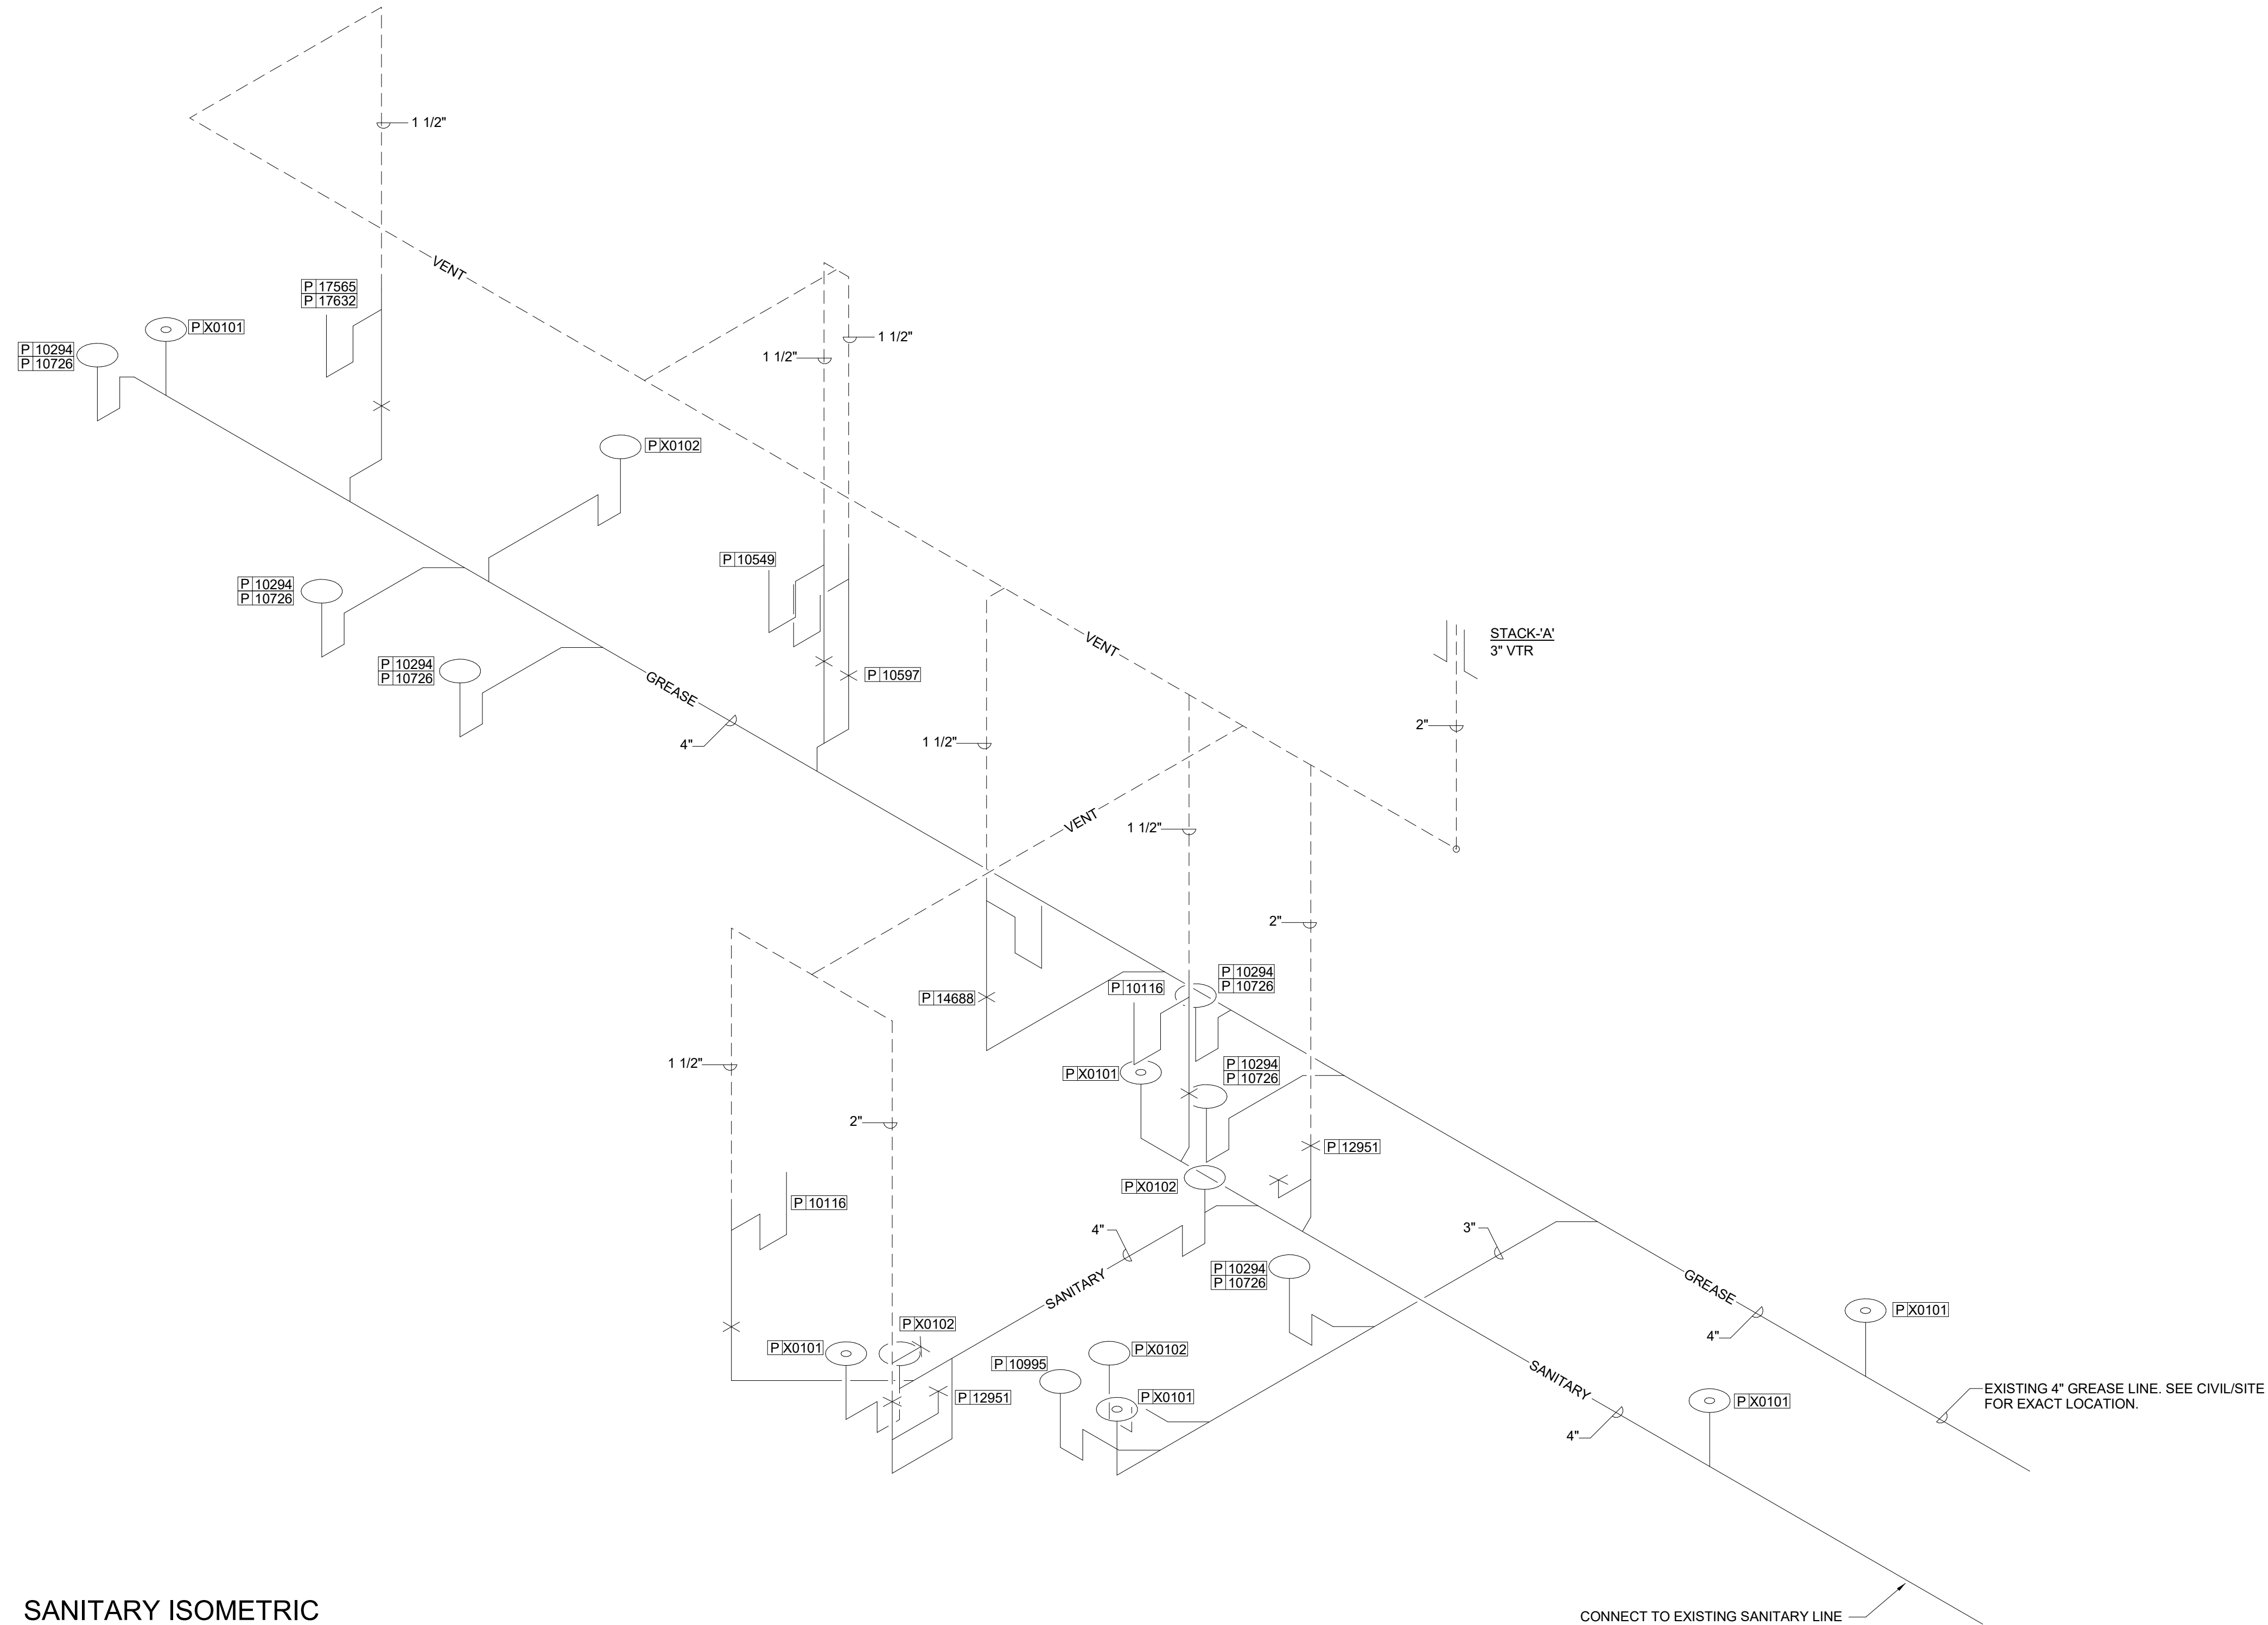 1 1/2"
VENT
P 17565
P 17632
P X0101
P 10294
P 10726
1 1/2"
1 1/2"
P X0102
P 10549
P 10294
P 10726
P 10294
P 10726
GREASE
4"
P 10597
VENT
STACK-'A'
3" VTR
2"
1 1/2"
VENT
1 1/2"
2"
P 14688
P 10116
P 10294
P 10726
1 1/2"
P X0101
P 10294
P 10726
2"
P 12951
P X0102
P 10116
4"
3"
SANITARY
P 10294
P 10726
GREASE
4"
P X0101
P X0102
P X0101
P 10995
P X0102
P 12951
P X0101
SANITARY
4"
P X0101
EXISTING 4" GREASE LINE. SEE CIVIL/SITE
FOR EXACT LOCATION.
SANITARY ISOMETRIC
CONNECT TO EXISTING SANITARY LINE